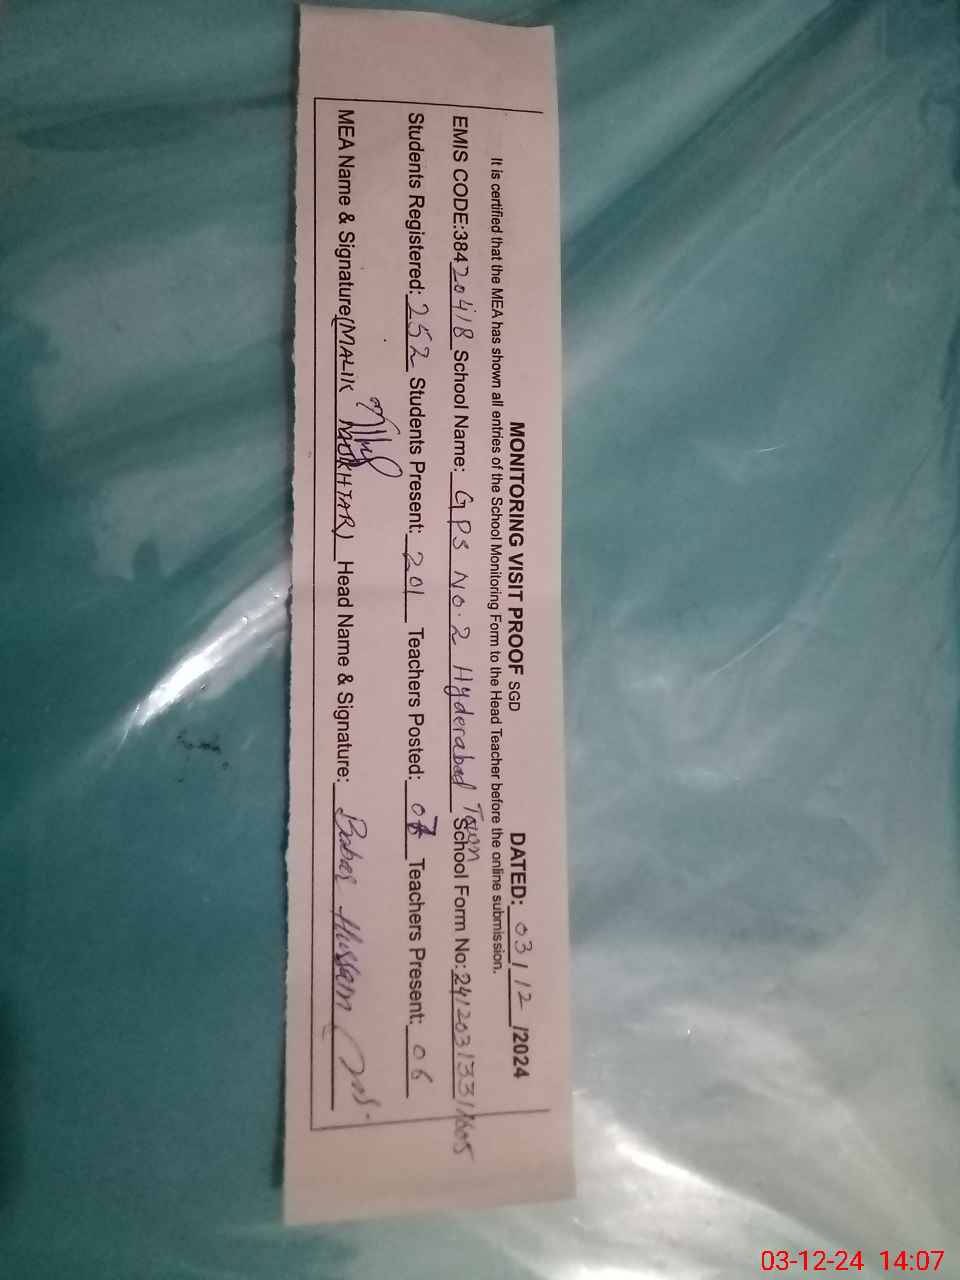 MONITORING VISIT PROOF SGD DATED: 03/12/2024
It is certified that the MEA has shown all entries of the School Monitoring Form to the Head Teacher before the online submission.
EMIS CODE:38420418 School Name: GPS No.2 Hyderabad Town School Form No:
Students Registered: 252 Students Present: 201 Teachers Posted: 07 Teachers Present: 06
MEA Name & Signature(MALIK MOKHTAR) Head Name & Signature: Babar Hussain
03-12-24 14:07